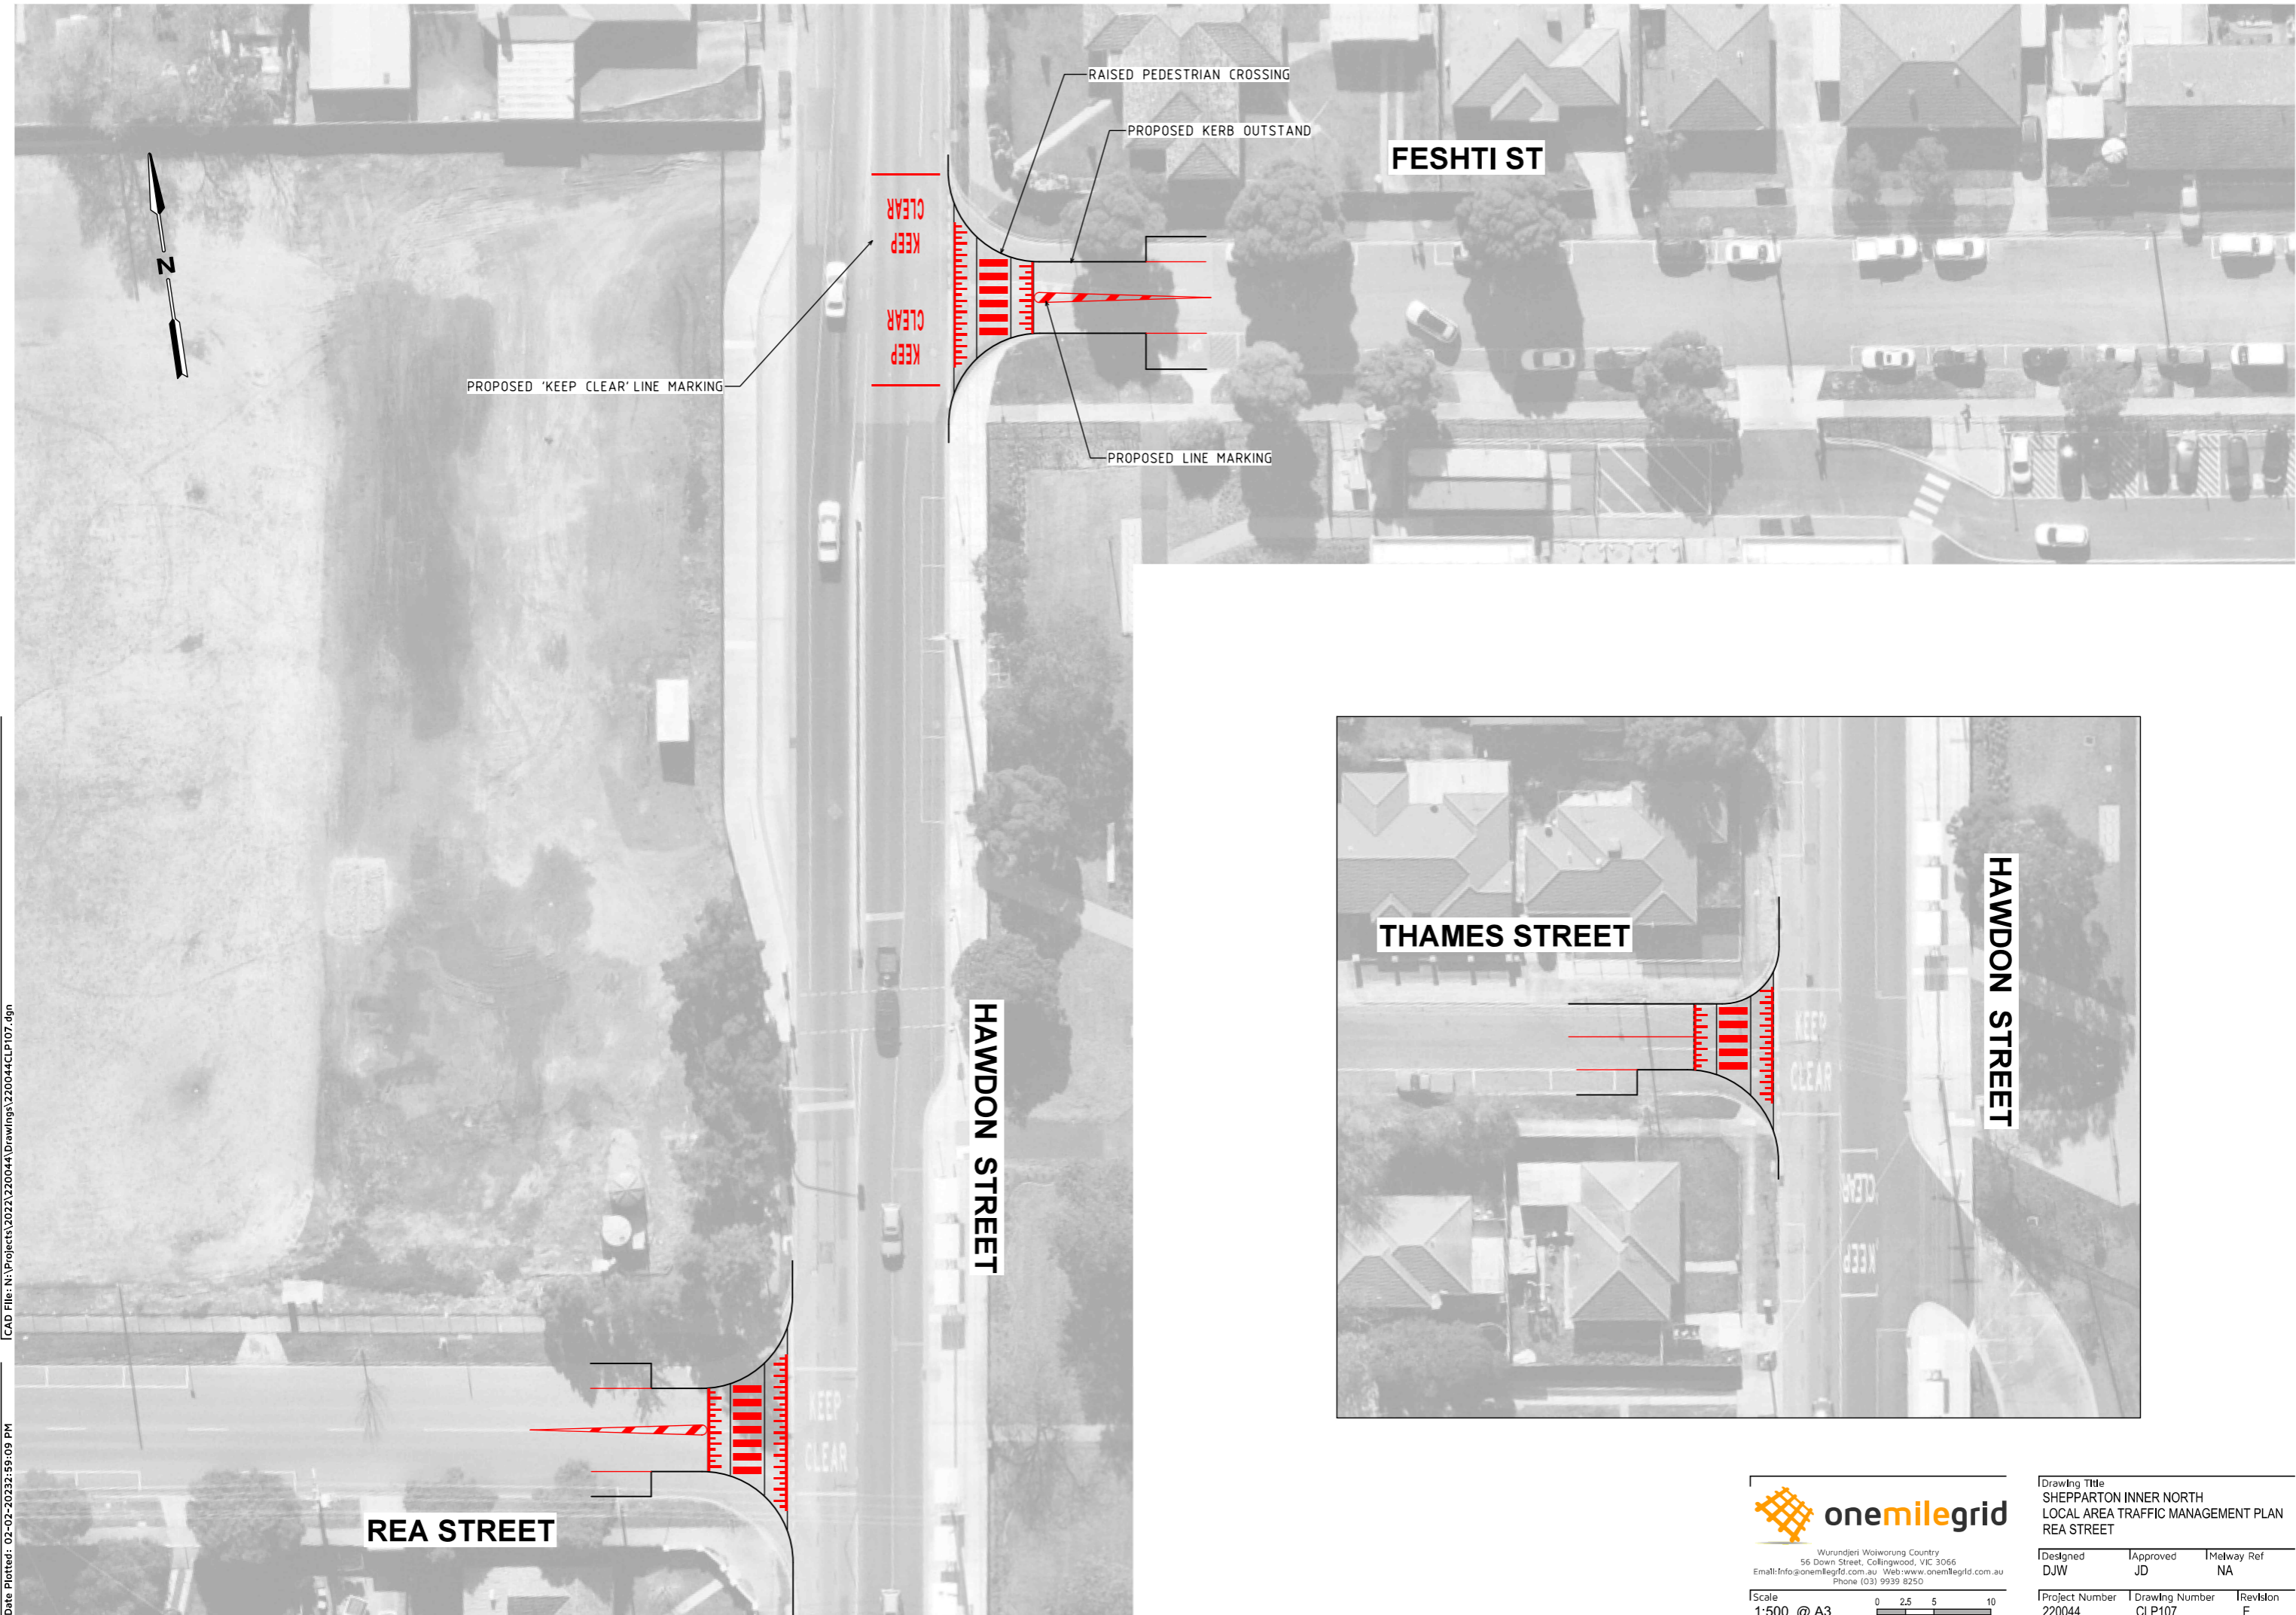 RAISED PEDESTRIAN CROSSING
PROPOSED KERB OUTSTAND
FESHTI ST
CLEAR
KEEP
CLEAR
KEEP
N
PROPOSED 'KEEP CLEAR' LINE MARKING
PROPOSED LINE MARKING
HAWDON STREET
THAMES STREET
KEEP
CLEAR
CLEAR
KEEP
HAWDON STREET
KEEP
CLEAR
REA STREET
CAD File: N:\Projects\2022\220044\Drawings\220044CLP107.dgn
Date Plotted: 02-02-20232:59:09 PM
onemilegrid
Wurundjeri Woiworung Country
56 Down Street, Collingwood, VIC 3066
Email:info@onemilegrid.com.au Web:www.onemilegrid.com.au
Phone (03) 9939 8250
Scale
1:500 @ A3
0 2.5 5 10
Drawing Title
SHEPPARTON INNER NORTH
LOCAL AREA TRAFFIC MANAGEMENT PLAN
REA STREET
Designed Approved Melway Ref
DJW JD NA
Project Number Drawing Number Revision
220044 CLP107